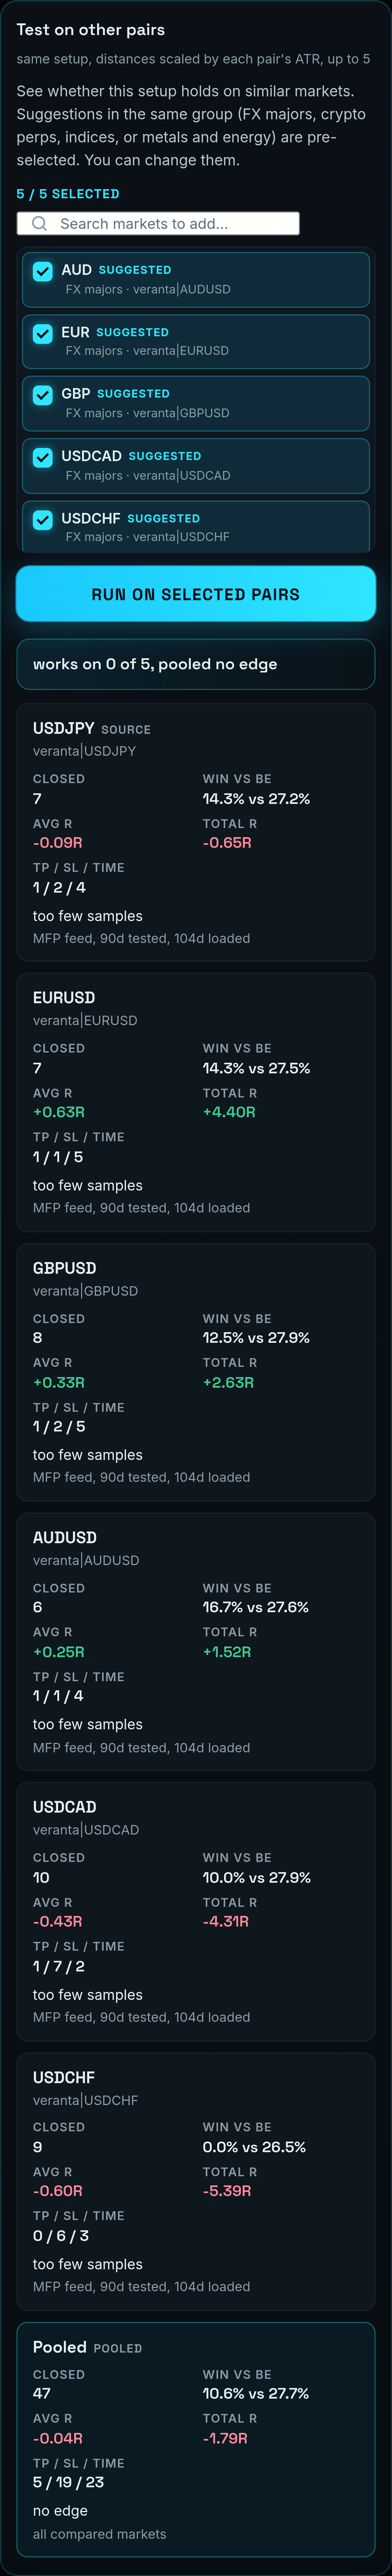 Test on other pairs
same setup, distances scaled by each pair's ATR, up to 5
See whether this setup holds on similar markets.
Suggestions in the same group (FX majors, crypto
perps, indices, or metals and energy) are pre-
selected. You can change them.
5 / 5 SELECTED
Search markets to add...
AUD SUGGESTED
FX majors · veranta|AUDUSD
EUR SUGGESTED
FX majors · veranta|EURUSD
GBP SUGGESTED
FX majors · veranta|GBPUSD
USDCAD SUGGESTED
FX majors · veranta|USDCAD
USDCHF SUGGESTED
FX majors · veranta|USDCHF
RUN ON SELECTED PAIRS
works on 0 of 5, pooled no edge
USDJPY SOURCE
veranta|USDJPY
CLOSED WIN VS BE
7 14.3% vs 27.2%
AVG R TOTAL R
-0.09R -0.65R
TP / SL / TIME
1 / 2 / 4
too few samples
MFP feed, 90d tested, 104d loaded
EURUSD
veranta|EURUSD
CLOSED WIN VS BE
7 14.3% vs 27.5%
AVG R TOTAL R
+0.63R +4.40R
TP / SL / TIME
1 / 1 / 5
too few samples
MFP feed, 90d tested, 104d loaded
GBPUSD
veranta|GBPUSD
CLOSED WIN VS BE
8 12.5% vs 27.9%
AVG R TOTAL R
+0.33R +2.63R
TP / SL / TIME
1 / 2 / 5
too few samples
MFP feed, 90d tested, 104d loaded
AUDUSD
veranta|AUDUSD
CLOSED WIN VS BE
6 16.7% vs 27.6%
AVG R TOTAL R
+0.25R +1.52R
TP / SL / TIME
1 / 1 / 4
too few samples
MFP feed, 90d tested, 104d loaded
USDCAD
veranta|USDCAD
CLOSED WIN VS BE
10 10.0% vs 27.9%
AVG R TOTAL R
-0.43R -4.31R
TP / SL / TIME
1 / 7 / 2
too few samples
MFP feed, 90d tested, 104d loaded
USDCHF
veranta|USDCHF
CLOSED WIN VS BE
9 0.0% vs 26.5%
AVG R TOTAL R
-0.60R -5.39R
TP / SL / TIME
0 / 6 / 3
too few samples
MFP feed, 90d tested, 104d loaded
Pooled POOLED
CLOSED WIN VS BE
47 10.6% vs 27.7%
AVG R TOTAL R
-0.04R -1.79R
TP / SL / TIME
5 / 19 / 23
no edge
all compared markets